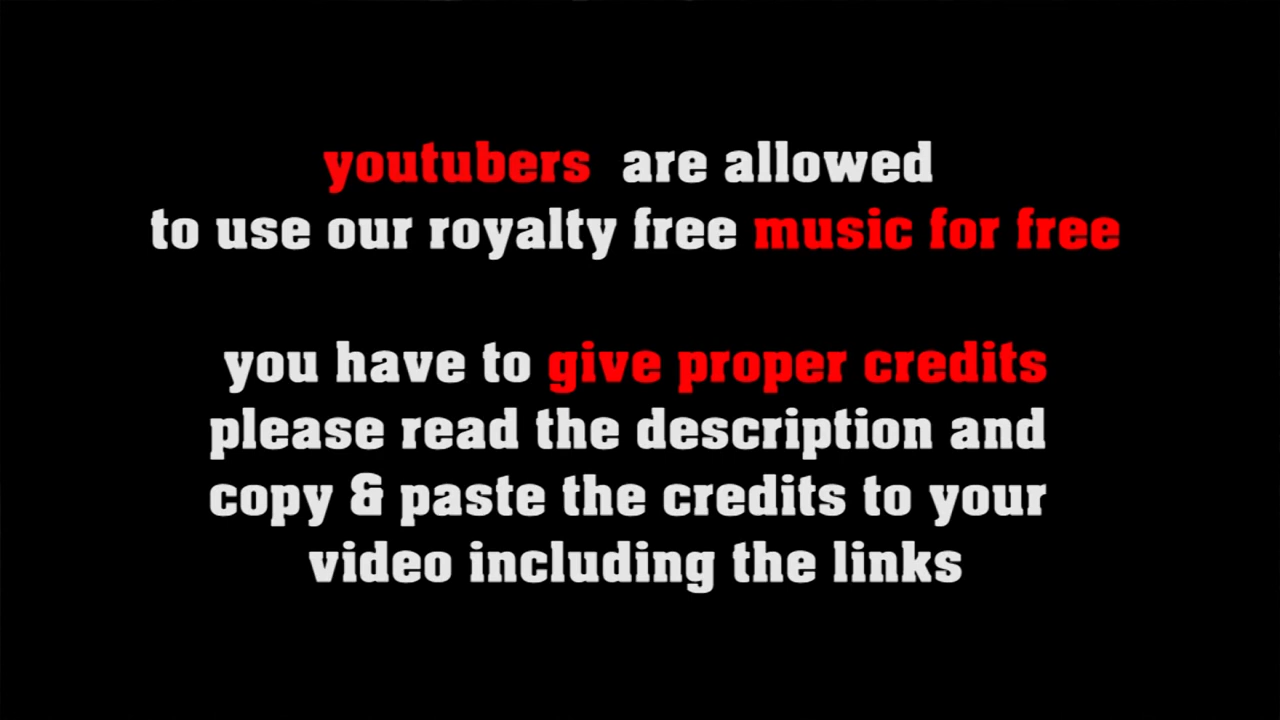 youtubers are allowed
to use our royalty free music for free
you have to give proper credits
please read the description and
copy & paste the credits to your
video including the links